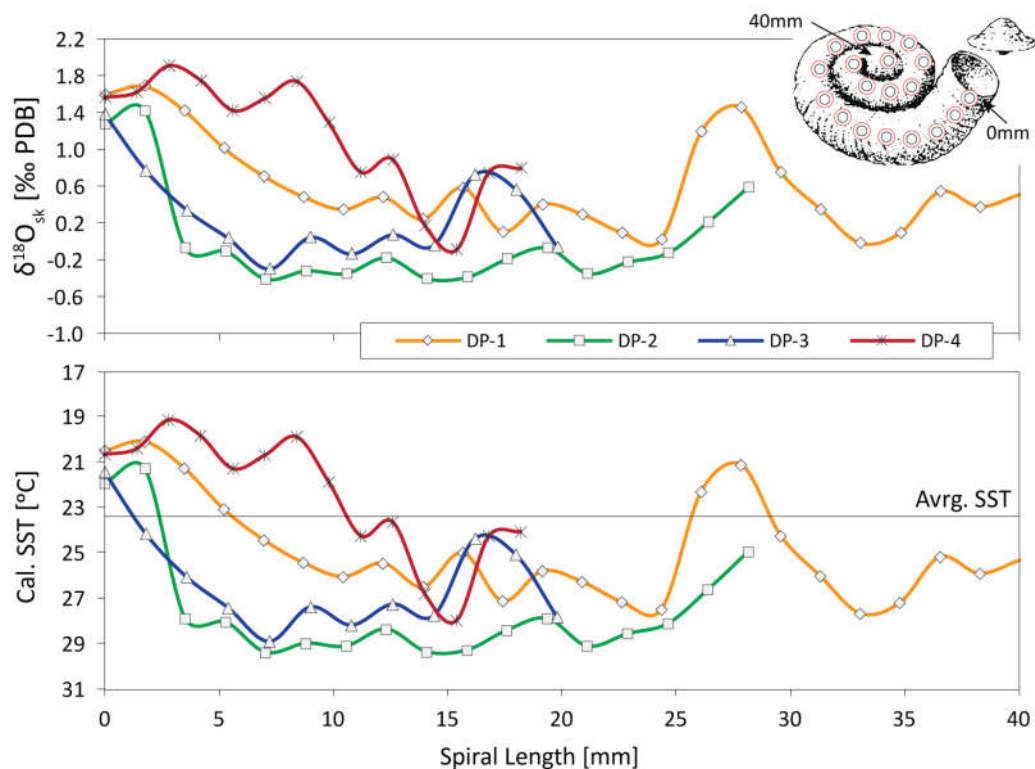 40mm
0mm
2.2
1.8
1.4
1.0
0.6
0.2
-0.2
-0.6
-1.0
δ¹⁸Oₛₖ [‰ PDB]
DP-1 DP-2 DP-3 DP-4
17
19
21
23
25
27
29
31
Cal. SST [°C]
Avrg. SST
0 5 10 15 20 25 30 35 40
Spiral Length [mm]